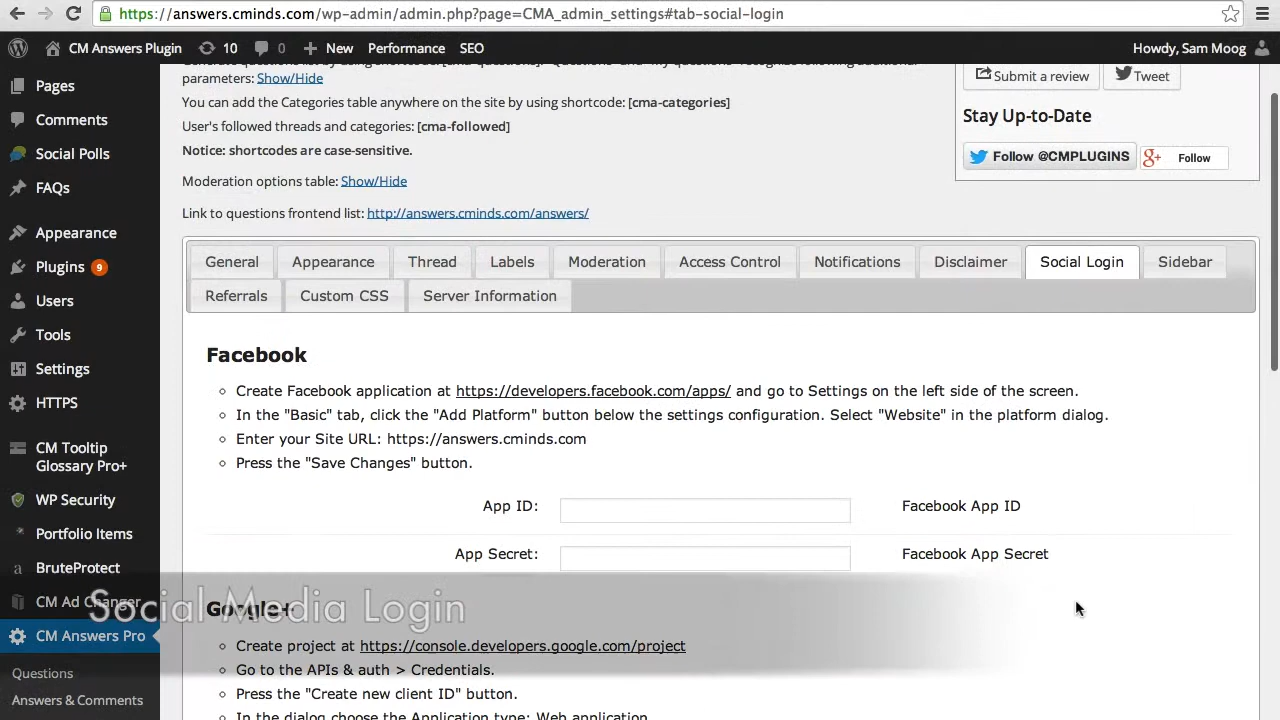 https://answers.cminds.com/wp-admin/admin.php?page=CMA_admin_settings#tab-social-login
CM Answers Plugin 10 0 New Performance SEO Howdy, Sam Moog
Pages
Comments
Social Polls
FAQs
Appearance
Plugins 9
Users
Tools
Settings
HTTPS
CM Tooltip
Glossary Pro+
WP Security
Portfolio Items
BruteProtect
CM Ad Changer
CM Answers Pro
Questions
Answers & Comments
parameters: Show/Hide
You can add the Categories table anywhere on the site by using shortcode: [cma-categories]
User's followed threads and categories: [cma-followed]
Notice: shortcodes are case-sensitive.
Moderation options table: Show/Hide
Link to questions frontend list: http://answers.cminds.com/answers/
Submit a review Tweet
Stay Up-to-Date
Follow @CMPLUGINS g+ Follow
General Appearance Thread Labels Moderation Access Control Notifications Disclaimer Social Login Sidebar
Referrals Custom CSS Server Information
Facebook
Create Facebook application at https://developers.facebook.com/apps/ and go to Settings on the left side of the screen.
In the "Basic" tab, click the "Add Platform" button below the settings configuration. Select "Website" in the platform dialog.
Enter your Site URL: https://answers.cminds.com
Press the "Save Changes" button.
App ID: Facebook App ID
App Secret: Facebook App Secret
Social Media Login
Google+
Create project at https://console.developers.google.com/project
Go to the APIs & auth > Credentials.
Press the "Create new client ID" button.
In the dialog choose the Application type: Web application